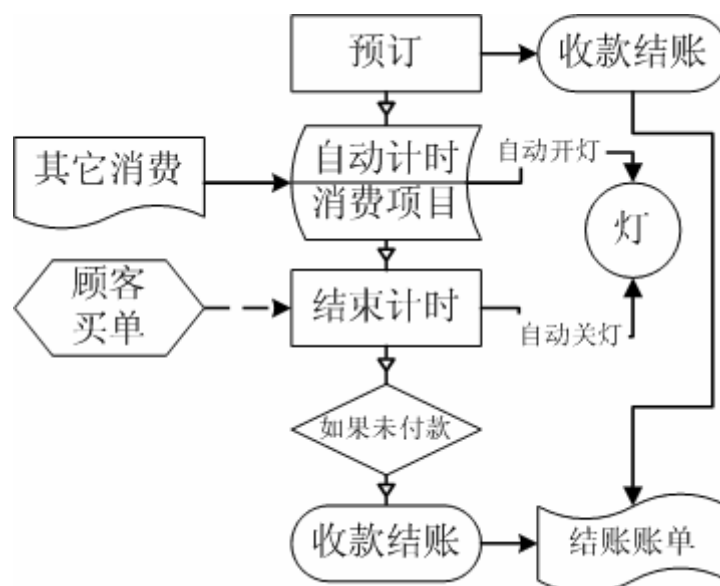 预订
收款结账
其它消费
自动计时
消费项目
自动开灯
灯
顾客
买单
结束计时
自动关灯
如果未付款
收款结账
结账账单